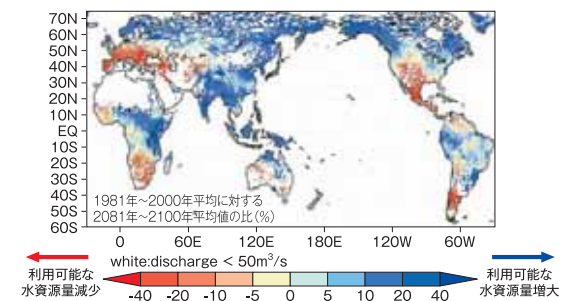 70N
60N
50N
40N
30N
20N
10N
EQ
10S
20S
30S
40S
50S
60S
1981年~2000年平均に対する
2081年~2100年平均値の比(%)
0 60E 120E 180E 120W 60W
white:discharge < 50m³/s
利用可能な
水資源量減少
-40 -20 -10 -5 0 5 10 20 40
利用可能な
水資源量増大